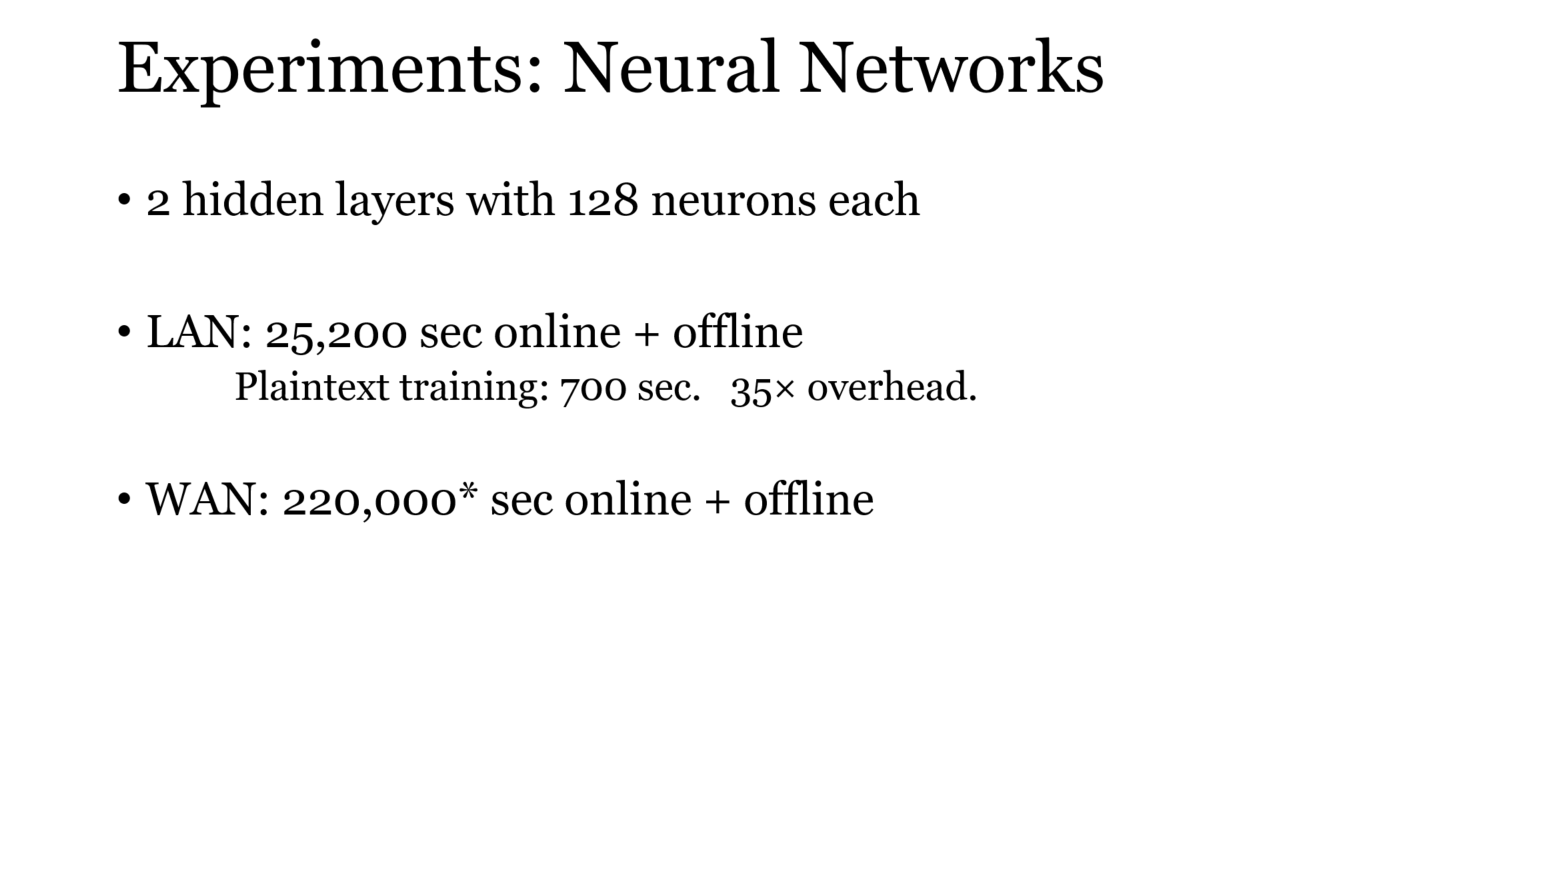 Experiments: Neural Networks
• 2 hidden layers with 128 neurons each
• LAN: 25,200 sec online + offline
Plaintext training: 700 sec. 35× overhead.
• WAN: 220,000* sec online + offline